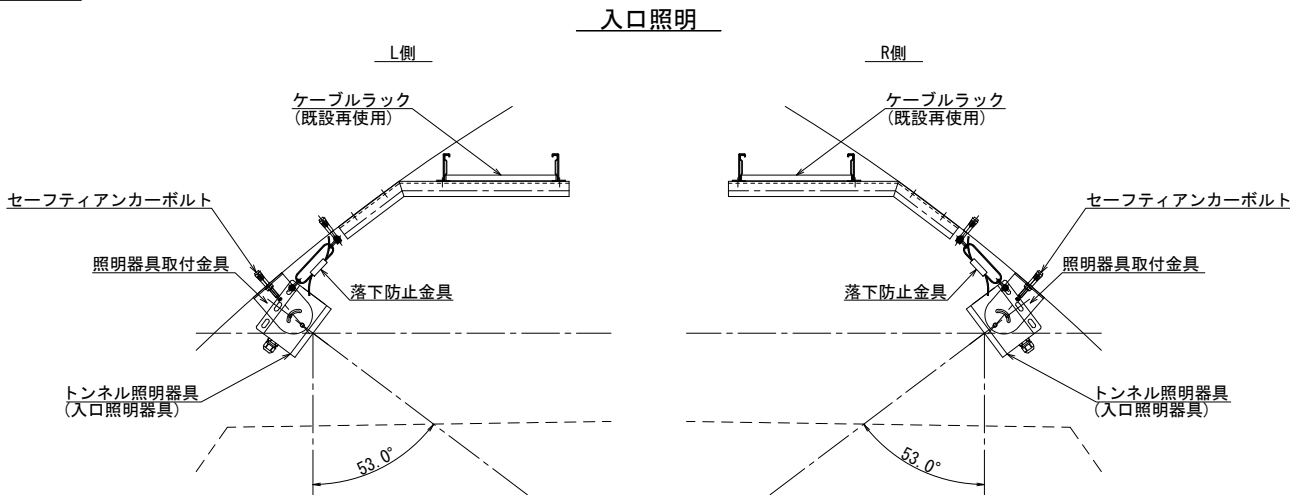 入口照明
L側
ケーブルラック
(既設再使用)
セーフティアンカーボルト
照明器具取付金具
落下防止金具
トンネル照明器具
(入口照明器具)
53.0°
R側
ケーブルラック
(既設再使用)
セーフティアンカーボルト
照明器具取付金具
落下防止金具
トンネル照明器具
(入口照明器具)
53.0°